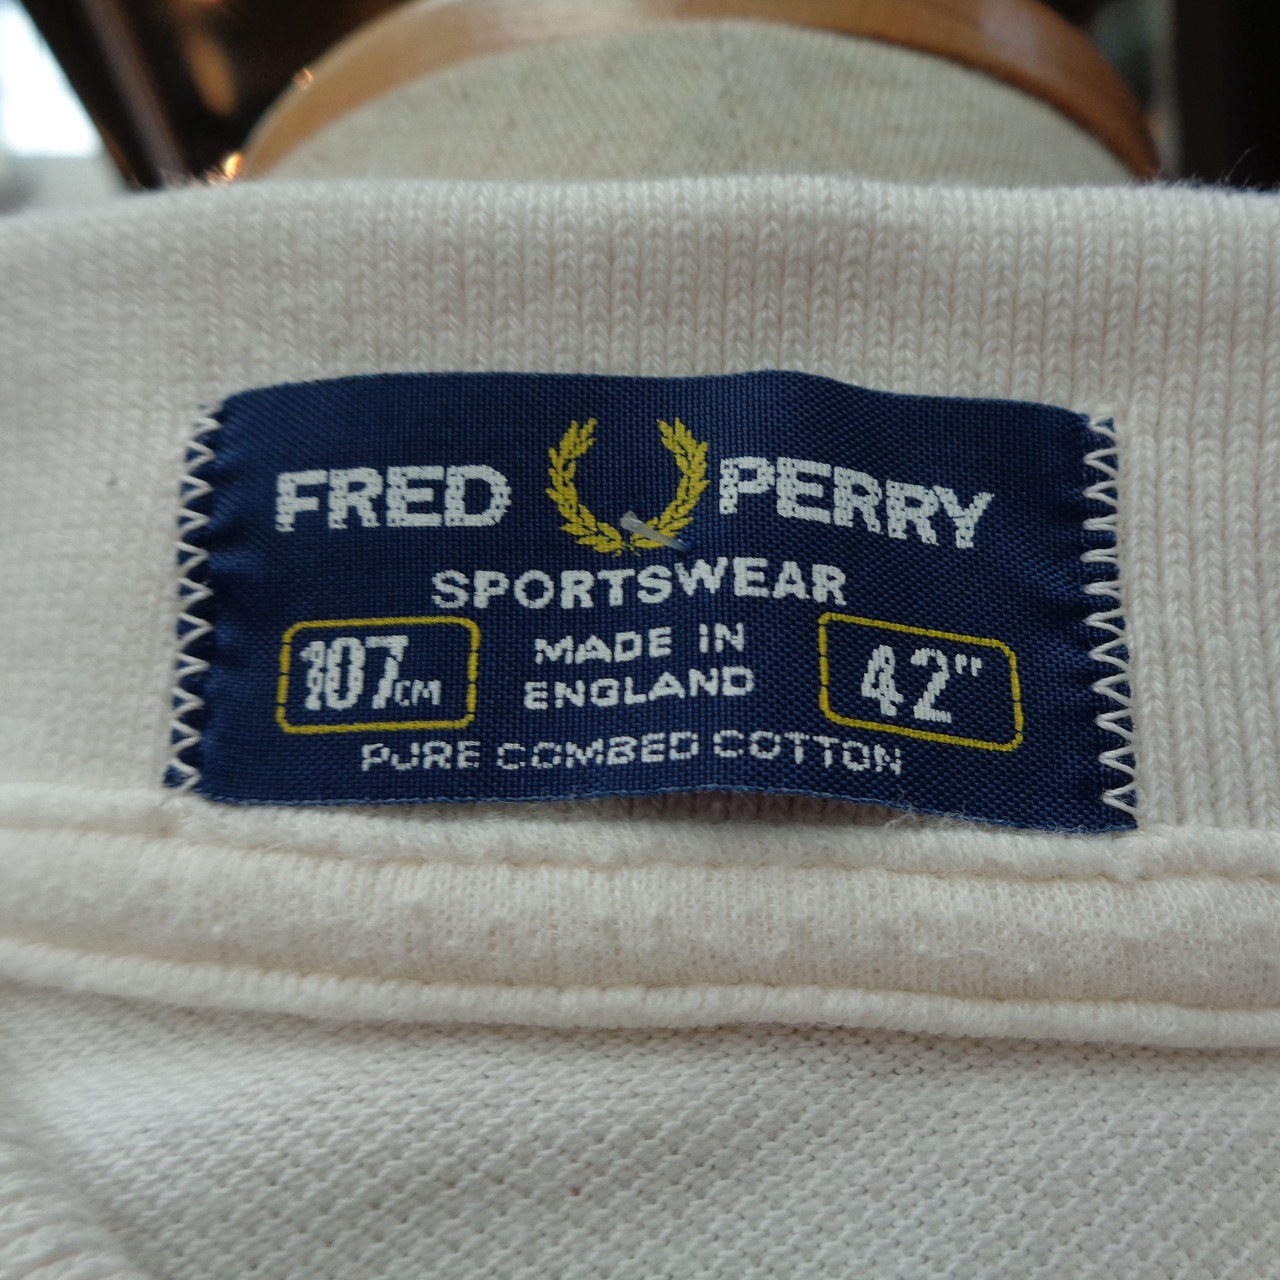 FRED PERRY
SPORTSWEAR
107CM MADE IN 42"
ENGLAND
PURE COMBED COTTON